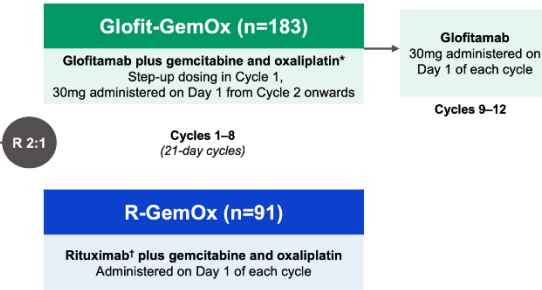 Glofit-GemOx (n=183)
Glofitamab plus gemcitabine and oxaliplatin*
Step-up dosing in Cycle 1,
30mg administered on Day 1 from Cycle 2 onwards
Glofitamab
30mg administered on
Day 1 of each cycle
Cycles 9–12
R 2:1
Cycles 1–8
(21-day cycles)
R-GemOx (n=91)
Rituximab† plus gemcitabine and oxaliplatin
Administered on Day 1 of each cycle